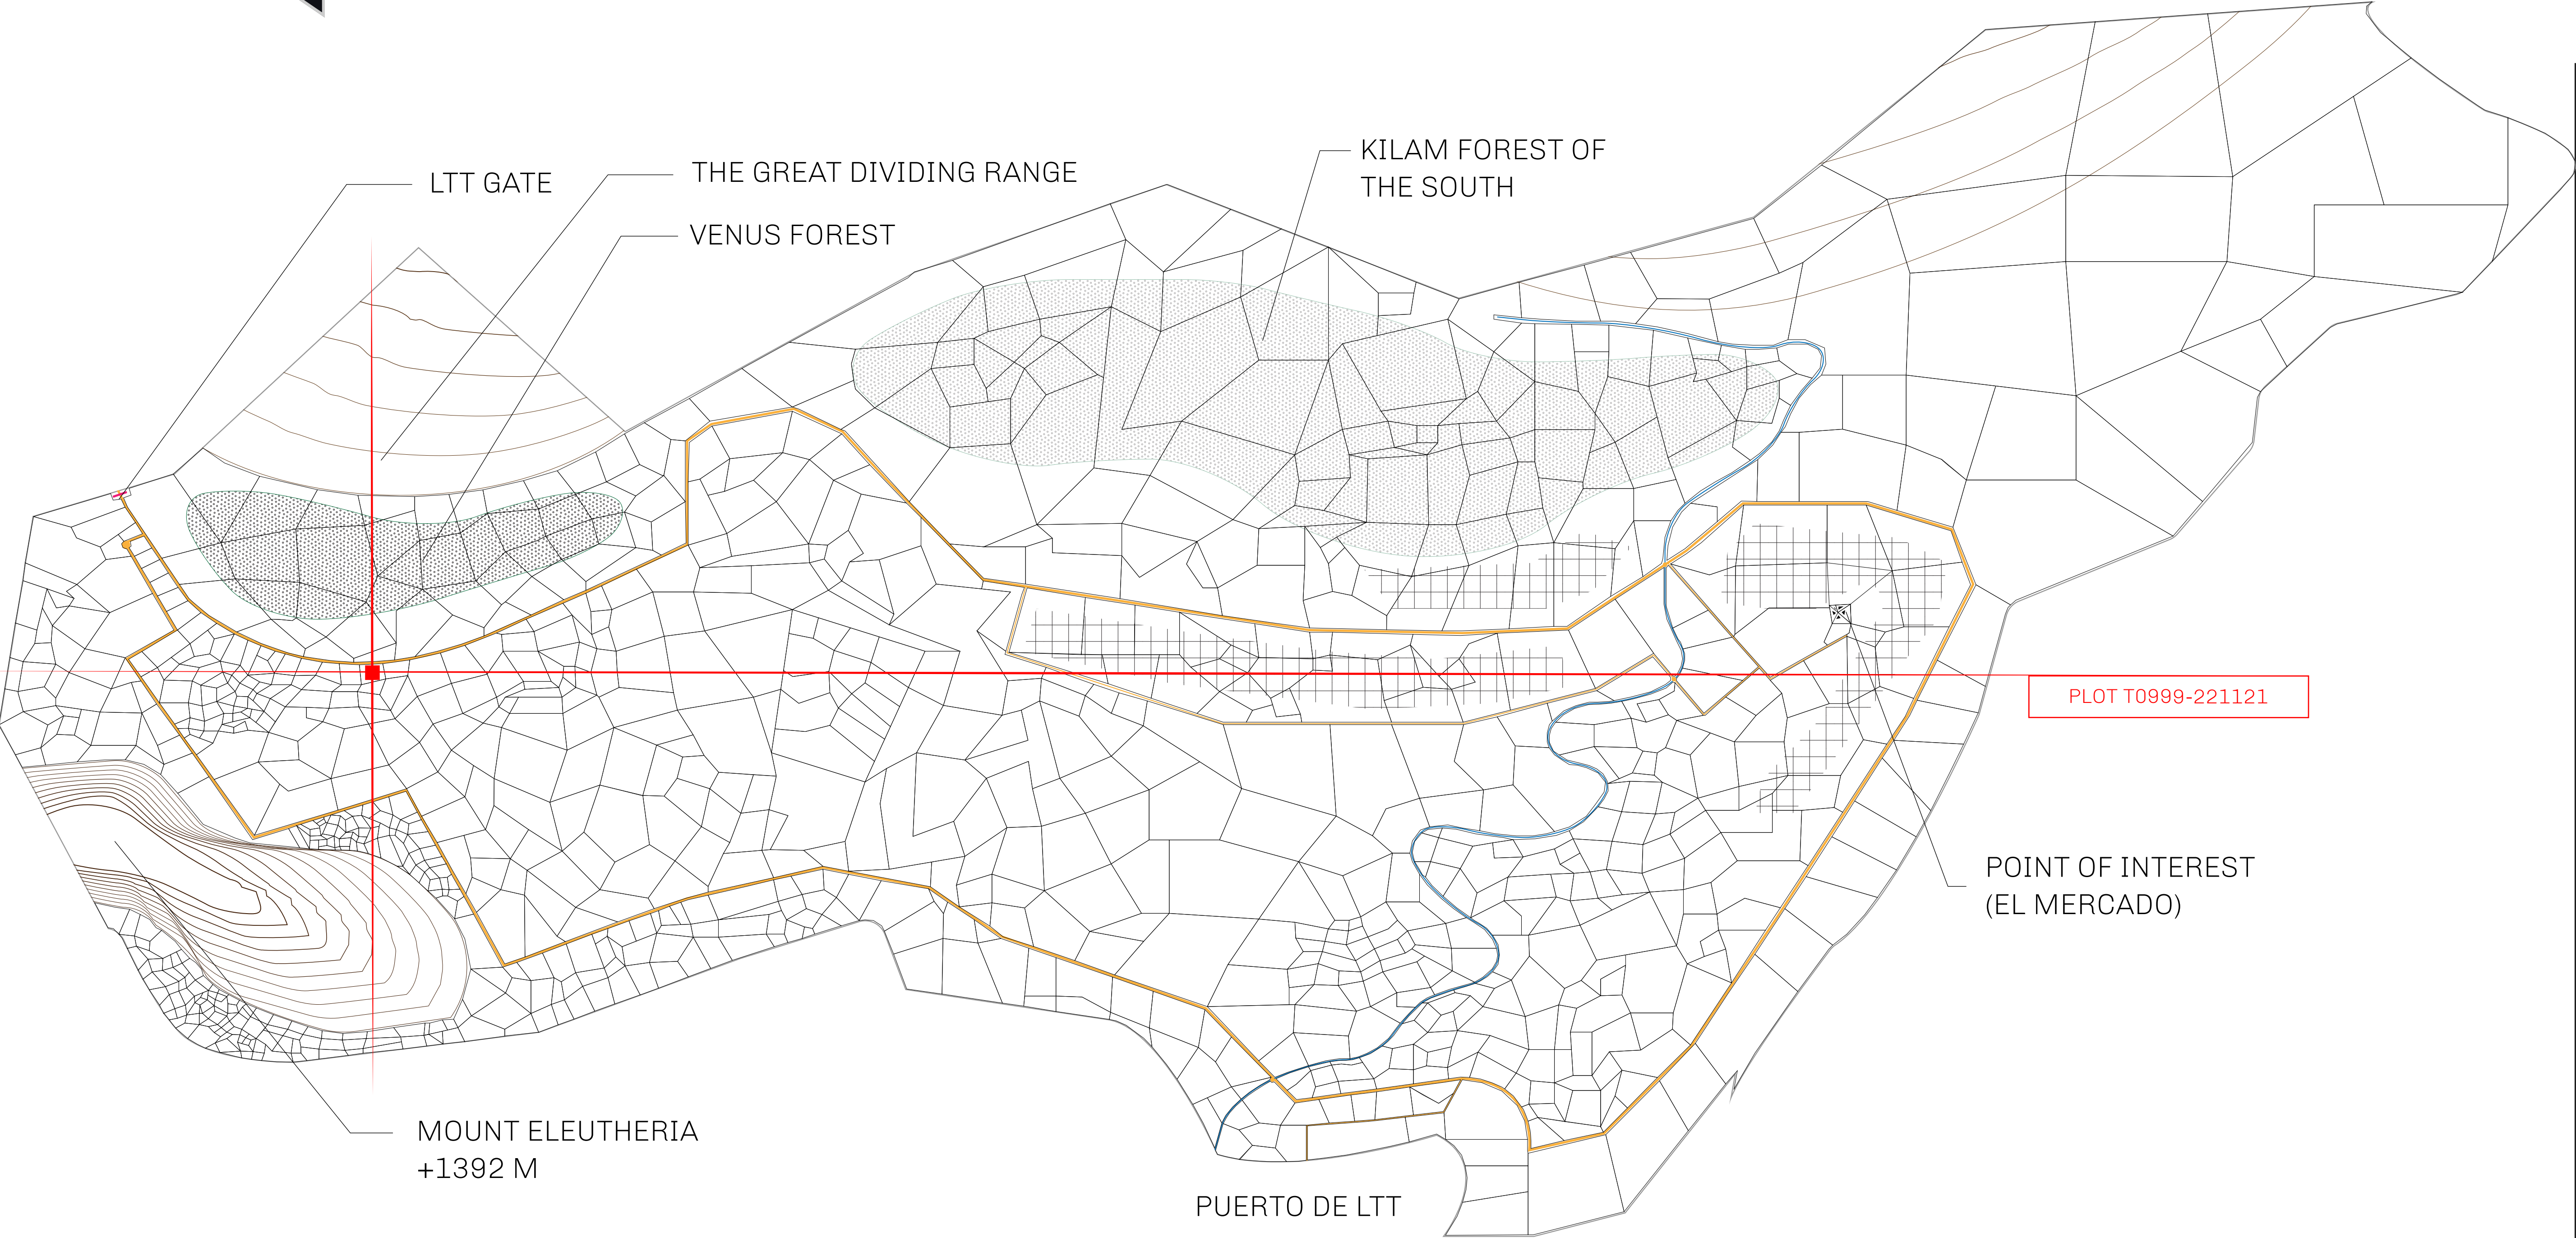 KILAM FOREST OF
THE SOUTH
THE GREAT DIVIDING RANGE
LTT GATE
VENUS FOREST
PLOT T0999-221121
POINT OF INTEREST
(EL MERCADO)
MOUNT ELEUTHERIA
+1392 M
PUERTO DE LTT